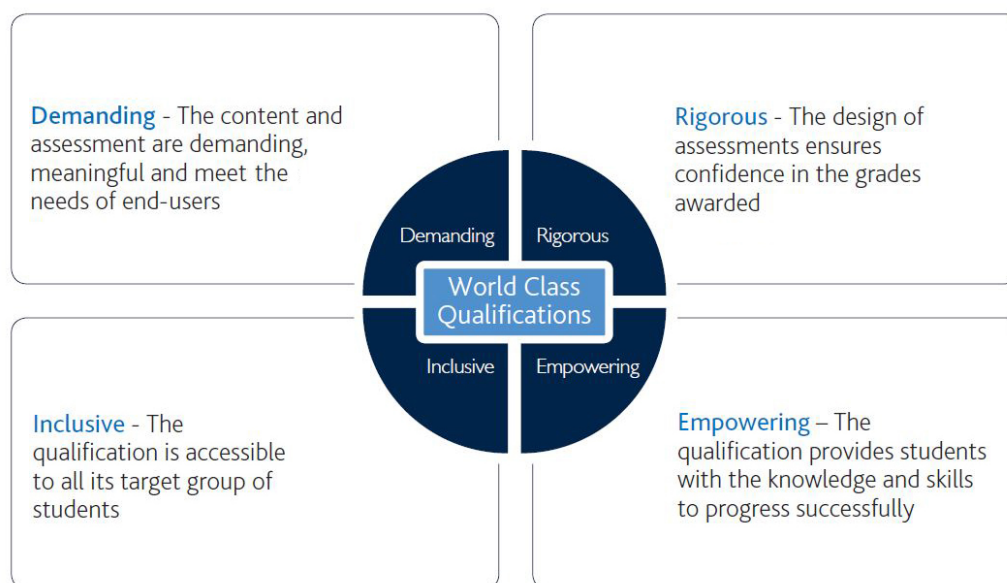 Demanding - The content and
assessment are demanding,
meaningful and meet the
needs of end-users
Rigorous - The design of
assessments ensures
confidence in the grades
awarded
Demanding
Rigorous
World Class
Qualifications
Inclusive
Empowering
Inclusive - The
qualification is accessible
to all its target group of
students
Empowering – The
qualification provides students
with the knowledge and skills
to progress successfully